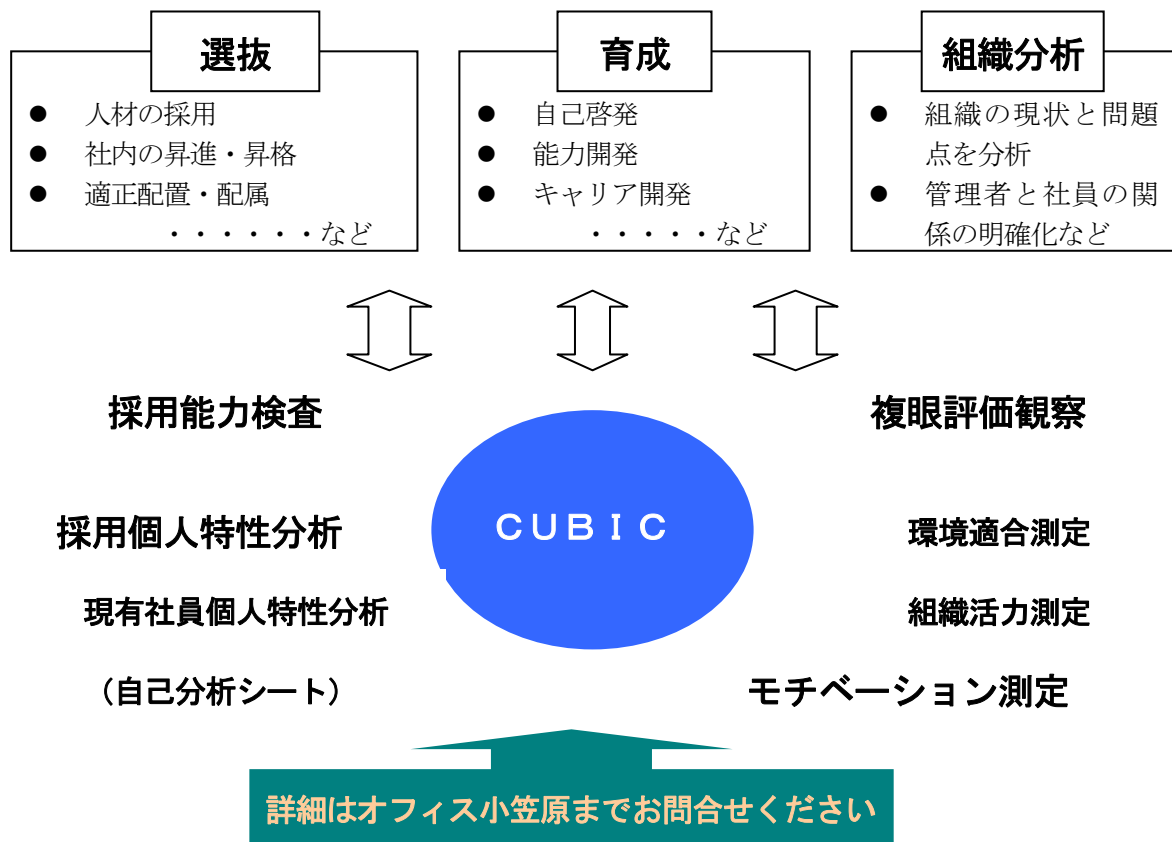 選抜
● 人材の採用
● 社内の昇進・昇格
● 適正配置・配属
・・・・・・など
育成
● 自己啓発
● 能力開発
● キャリア開発
・・・・・など
組織分析
● 組織の現状と問題
点を分析
● 管理者と社員の関
係の明確化など
採用能力検査
複眼評価観察
採用個人特性分析
CUBIC
環境適合測定
現有社員個人特性分析
組織活力測定
（自己分析シート）
モチベーション測定
詳細はオフィス小笠原までお問合せください